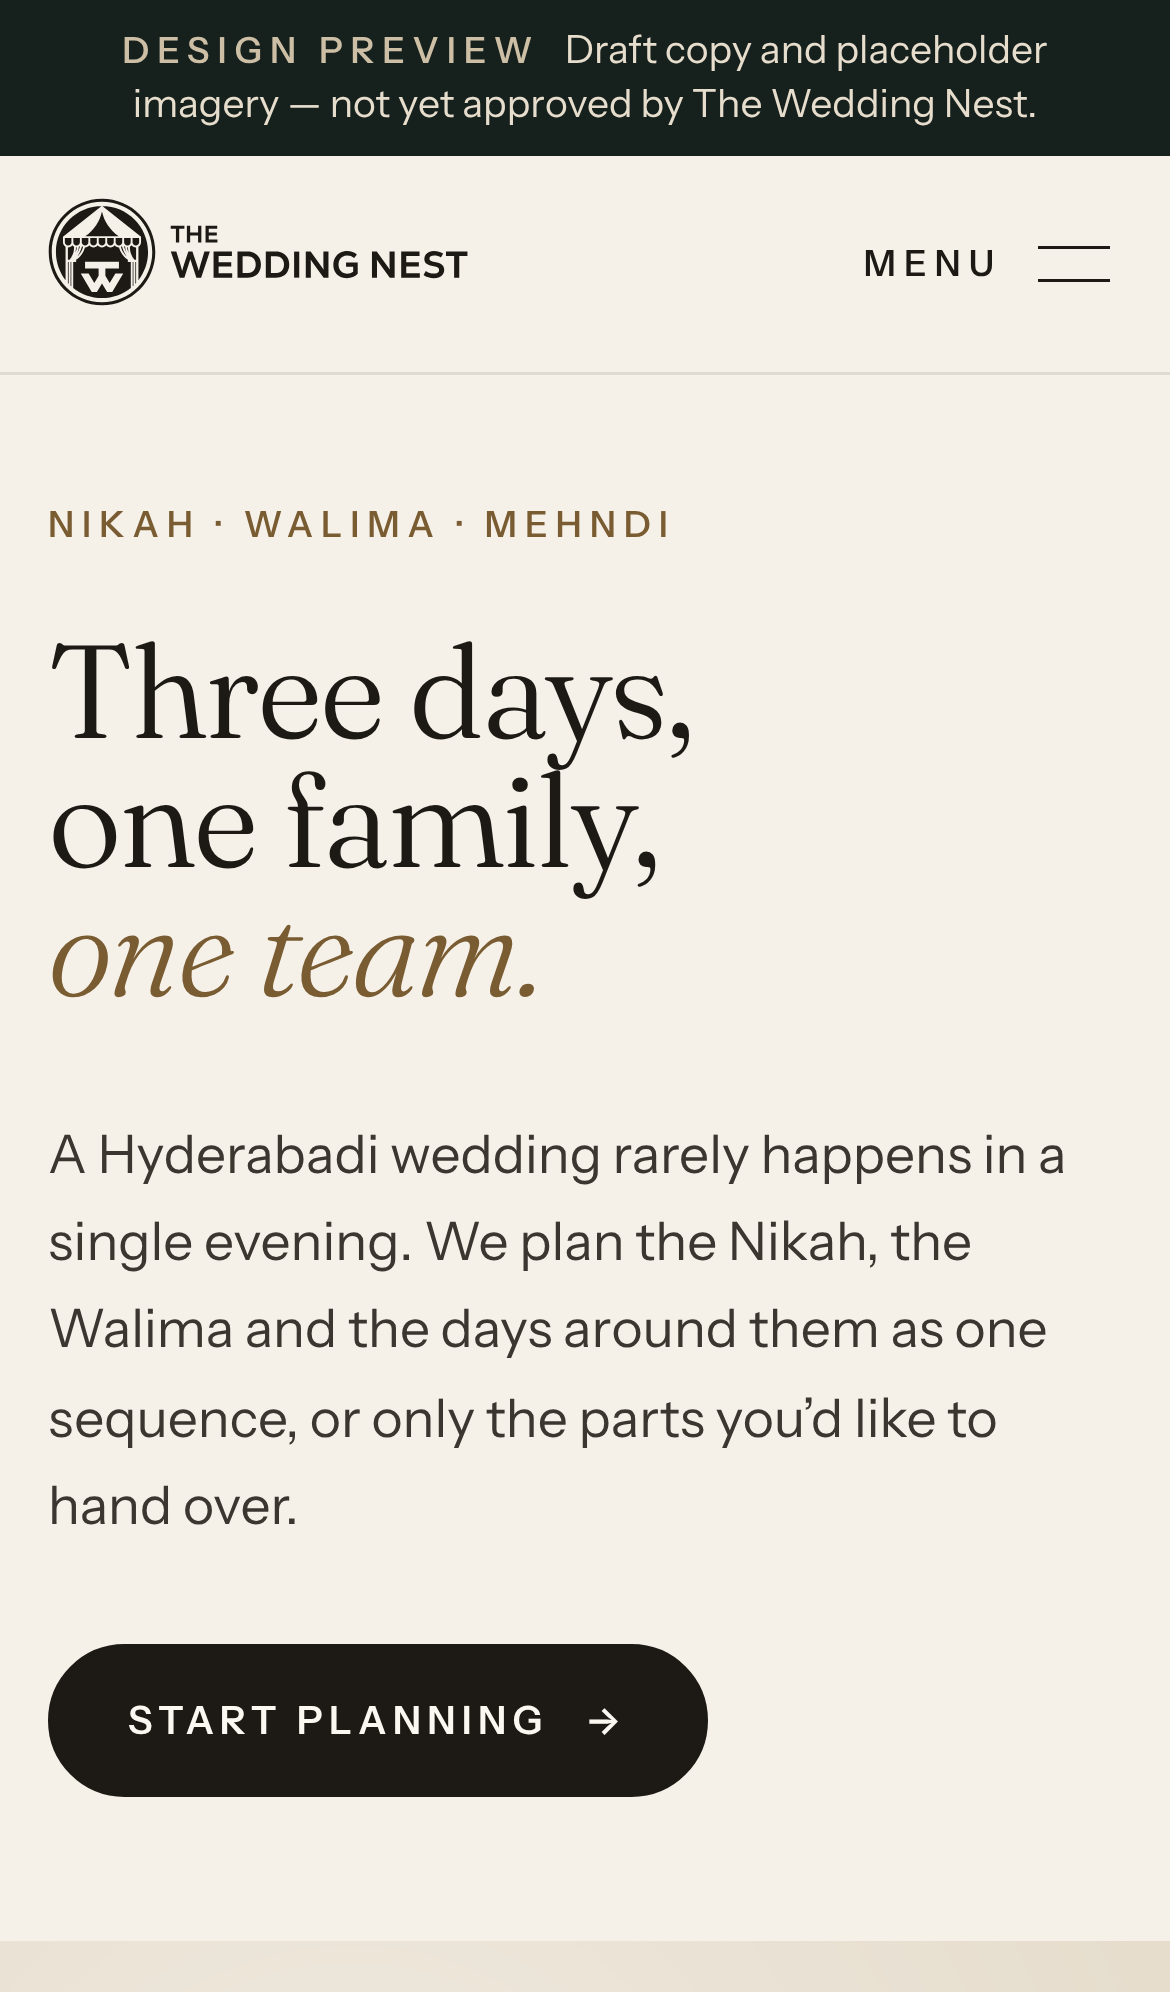 DESIGN PREVIEW Draft copy and placeholder
imagery — not yet approved by The Wedding Nest.
THE
WEDDING NEST
MENU
NIKAH · WALIMA · MEHNDI
Three days,
one family,
one team.
A Hyderabadi wedding rarely happens in a
single evening. We plan the Nikah, the
Walima and the days around them as one
sequence, or only the parts you’d like to
hand over.
START PLANNING →